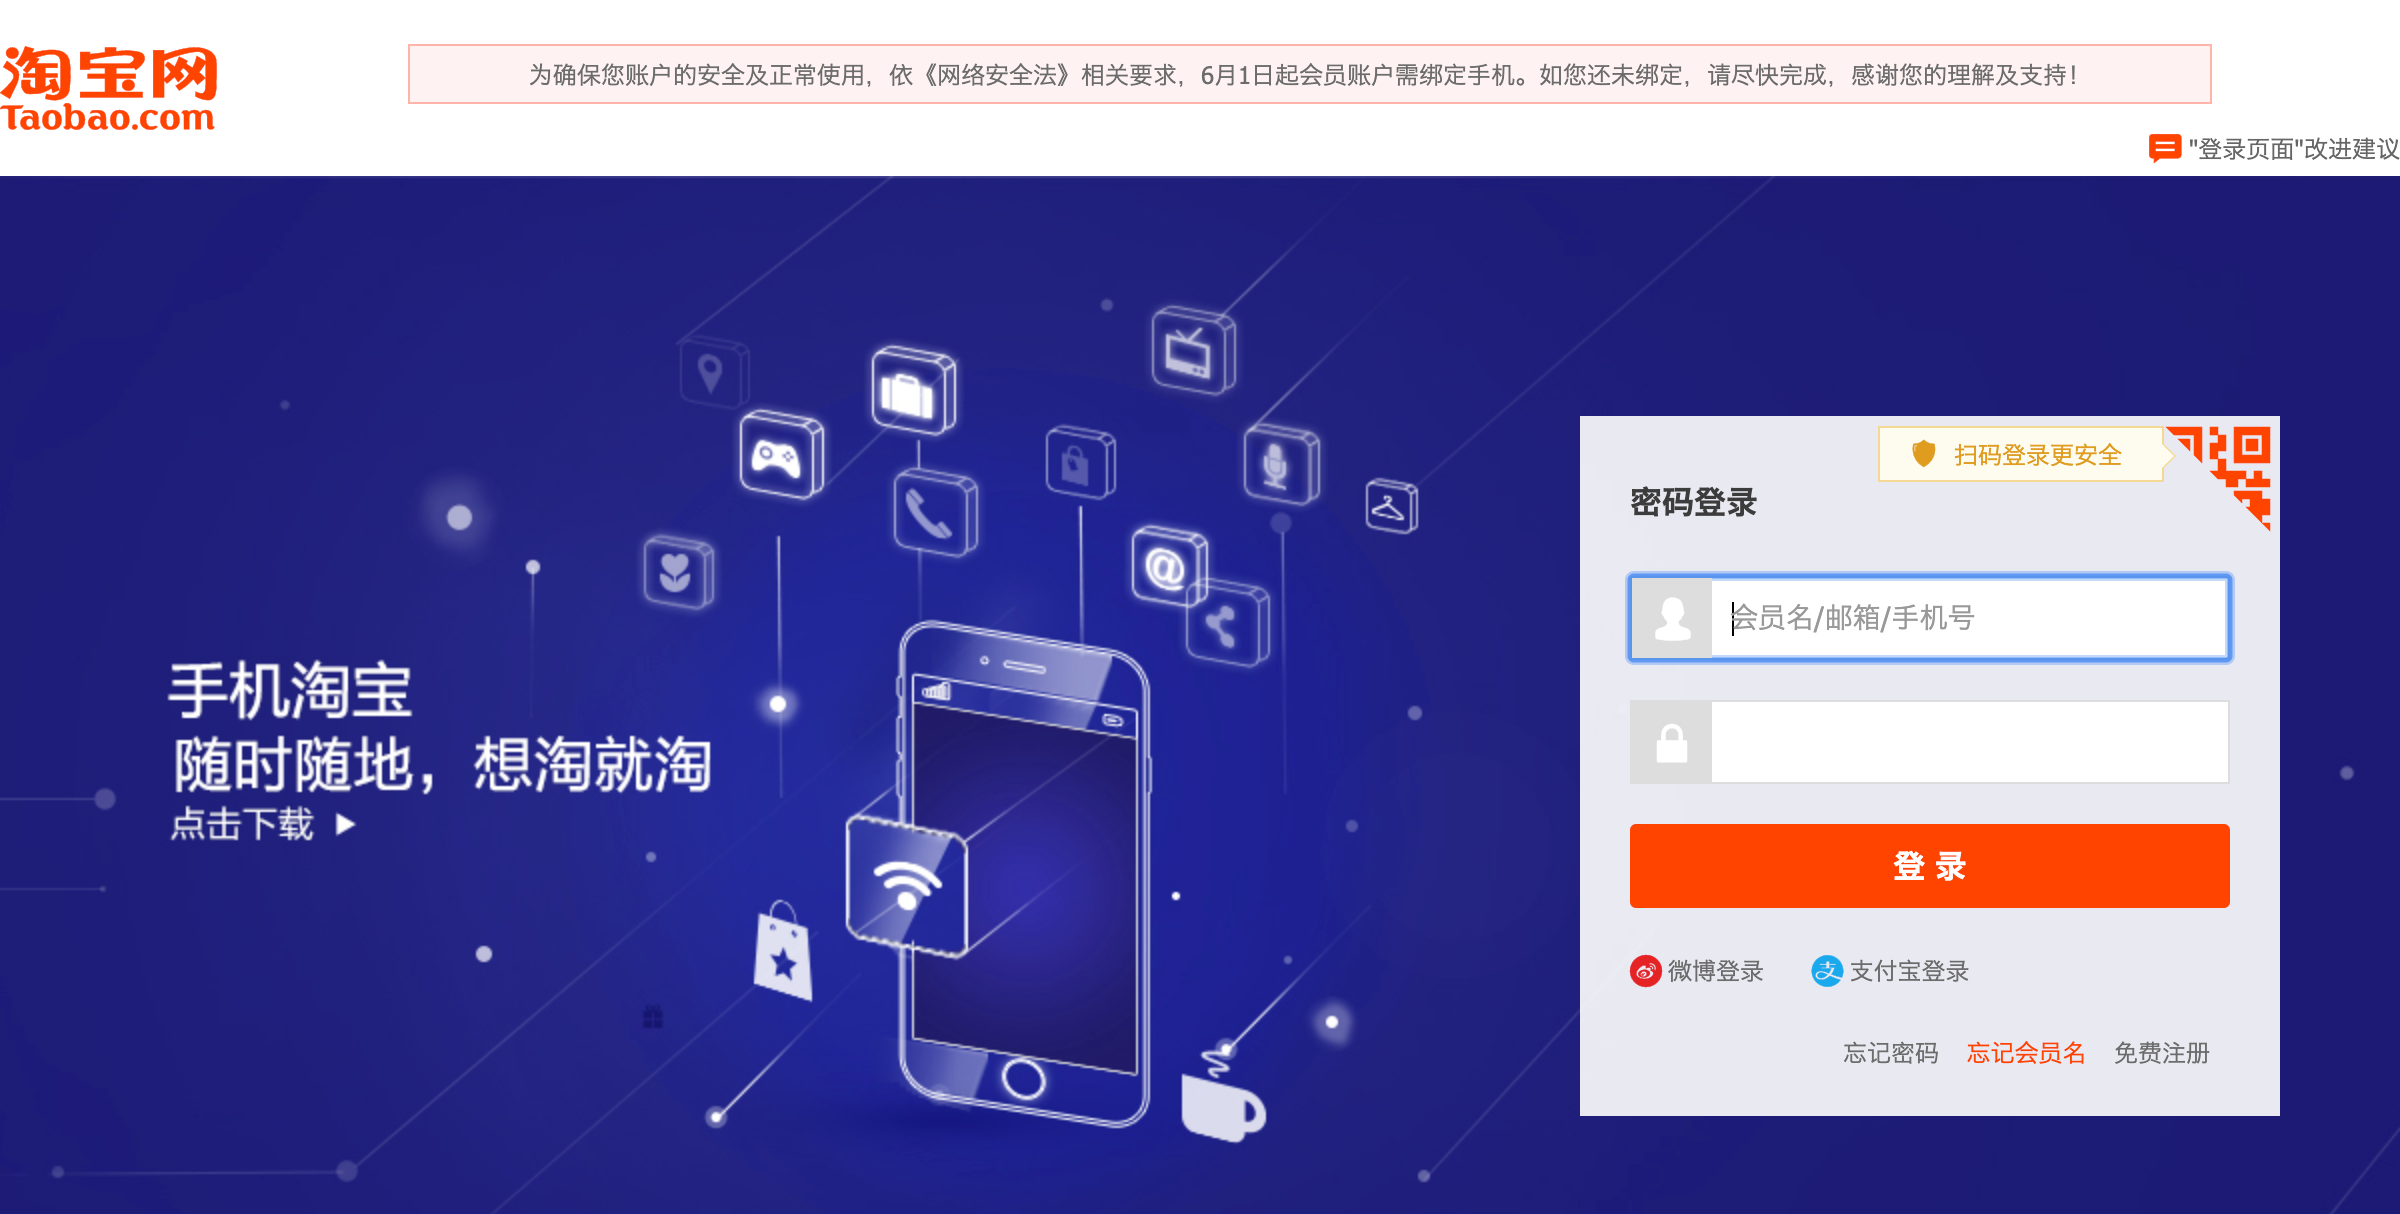 淘宝网
Taobao.com
为确保您账户的安全及正常使用，依《网络安全法》相关要求，6月1日起会员账户需绑定手机。如您还未绑定，请尽快完成，感谢您的理解及支持！
"登录页面"改进建议
扫码登录更安全
密码登录
会员名/邮箱/手机号
手机淘宝
随时随地，想淘就淘
点击下载
登 录
微博登录 支付宝登录
忘记密码 忘记会员名 免费注册